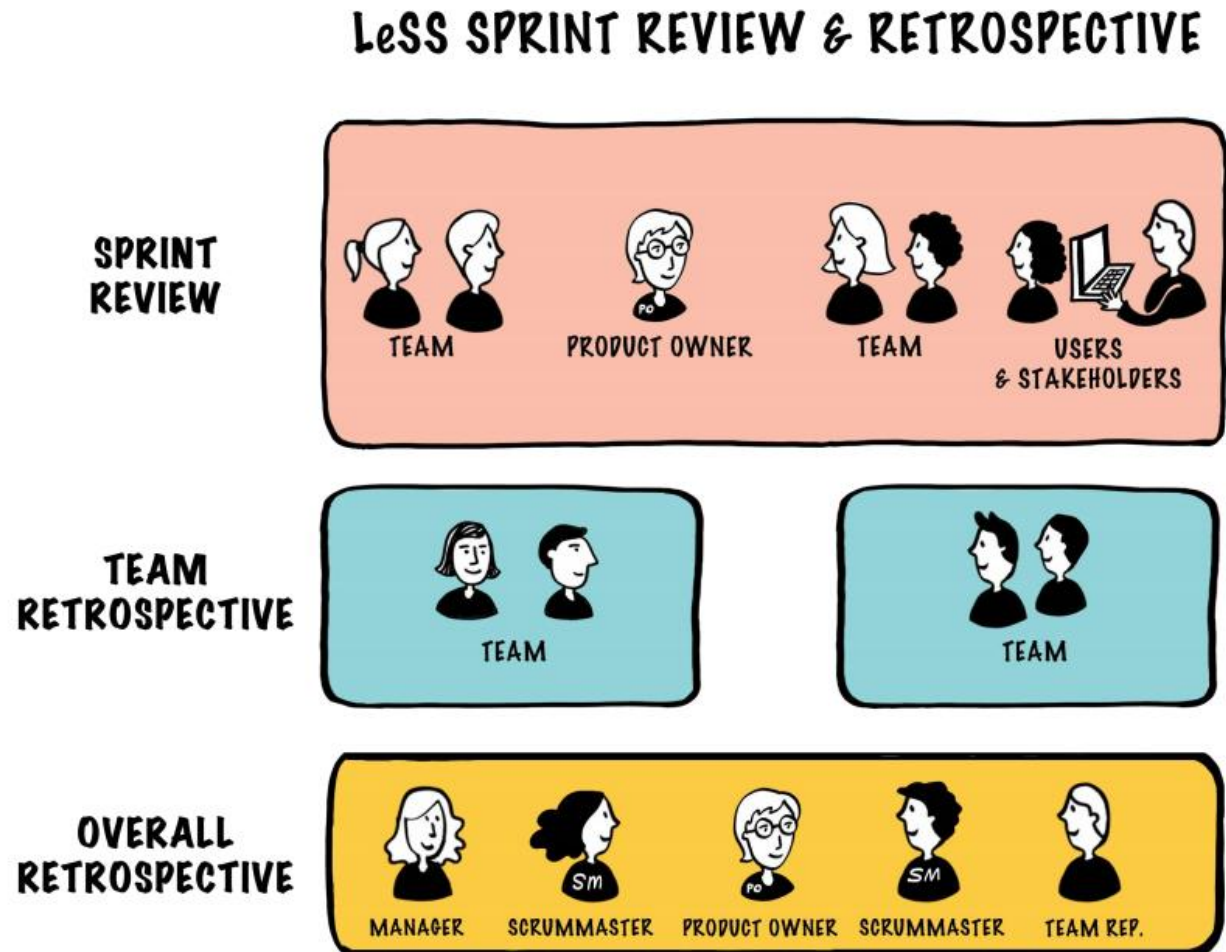 LeSS SPRINT REVIEW & RETROSPECTIVE
SPRINT
REVIEW
TEAM
PO
PRODUCT OWNER
TEAM
USERS
& STAKEHOLDERS
TEAM
RETROSPECTIVE
TEAM
TEAM
OVERALL
RETROSPECTIVE
MANAGER
SM
SCRUMMASTER
PO
PRODUCT OWNER
SM
SCRUMMASTER
TEAM REP.